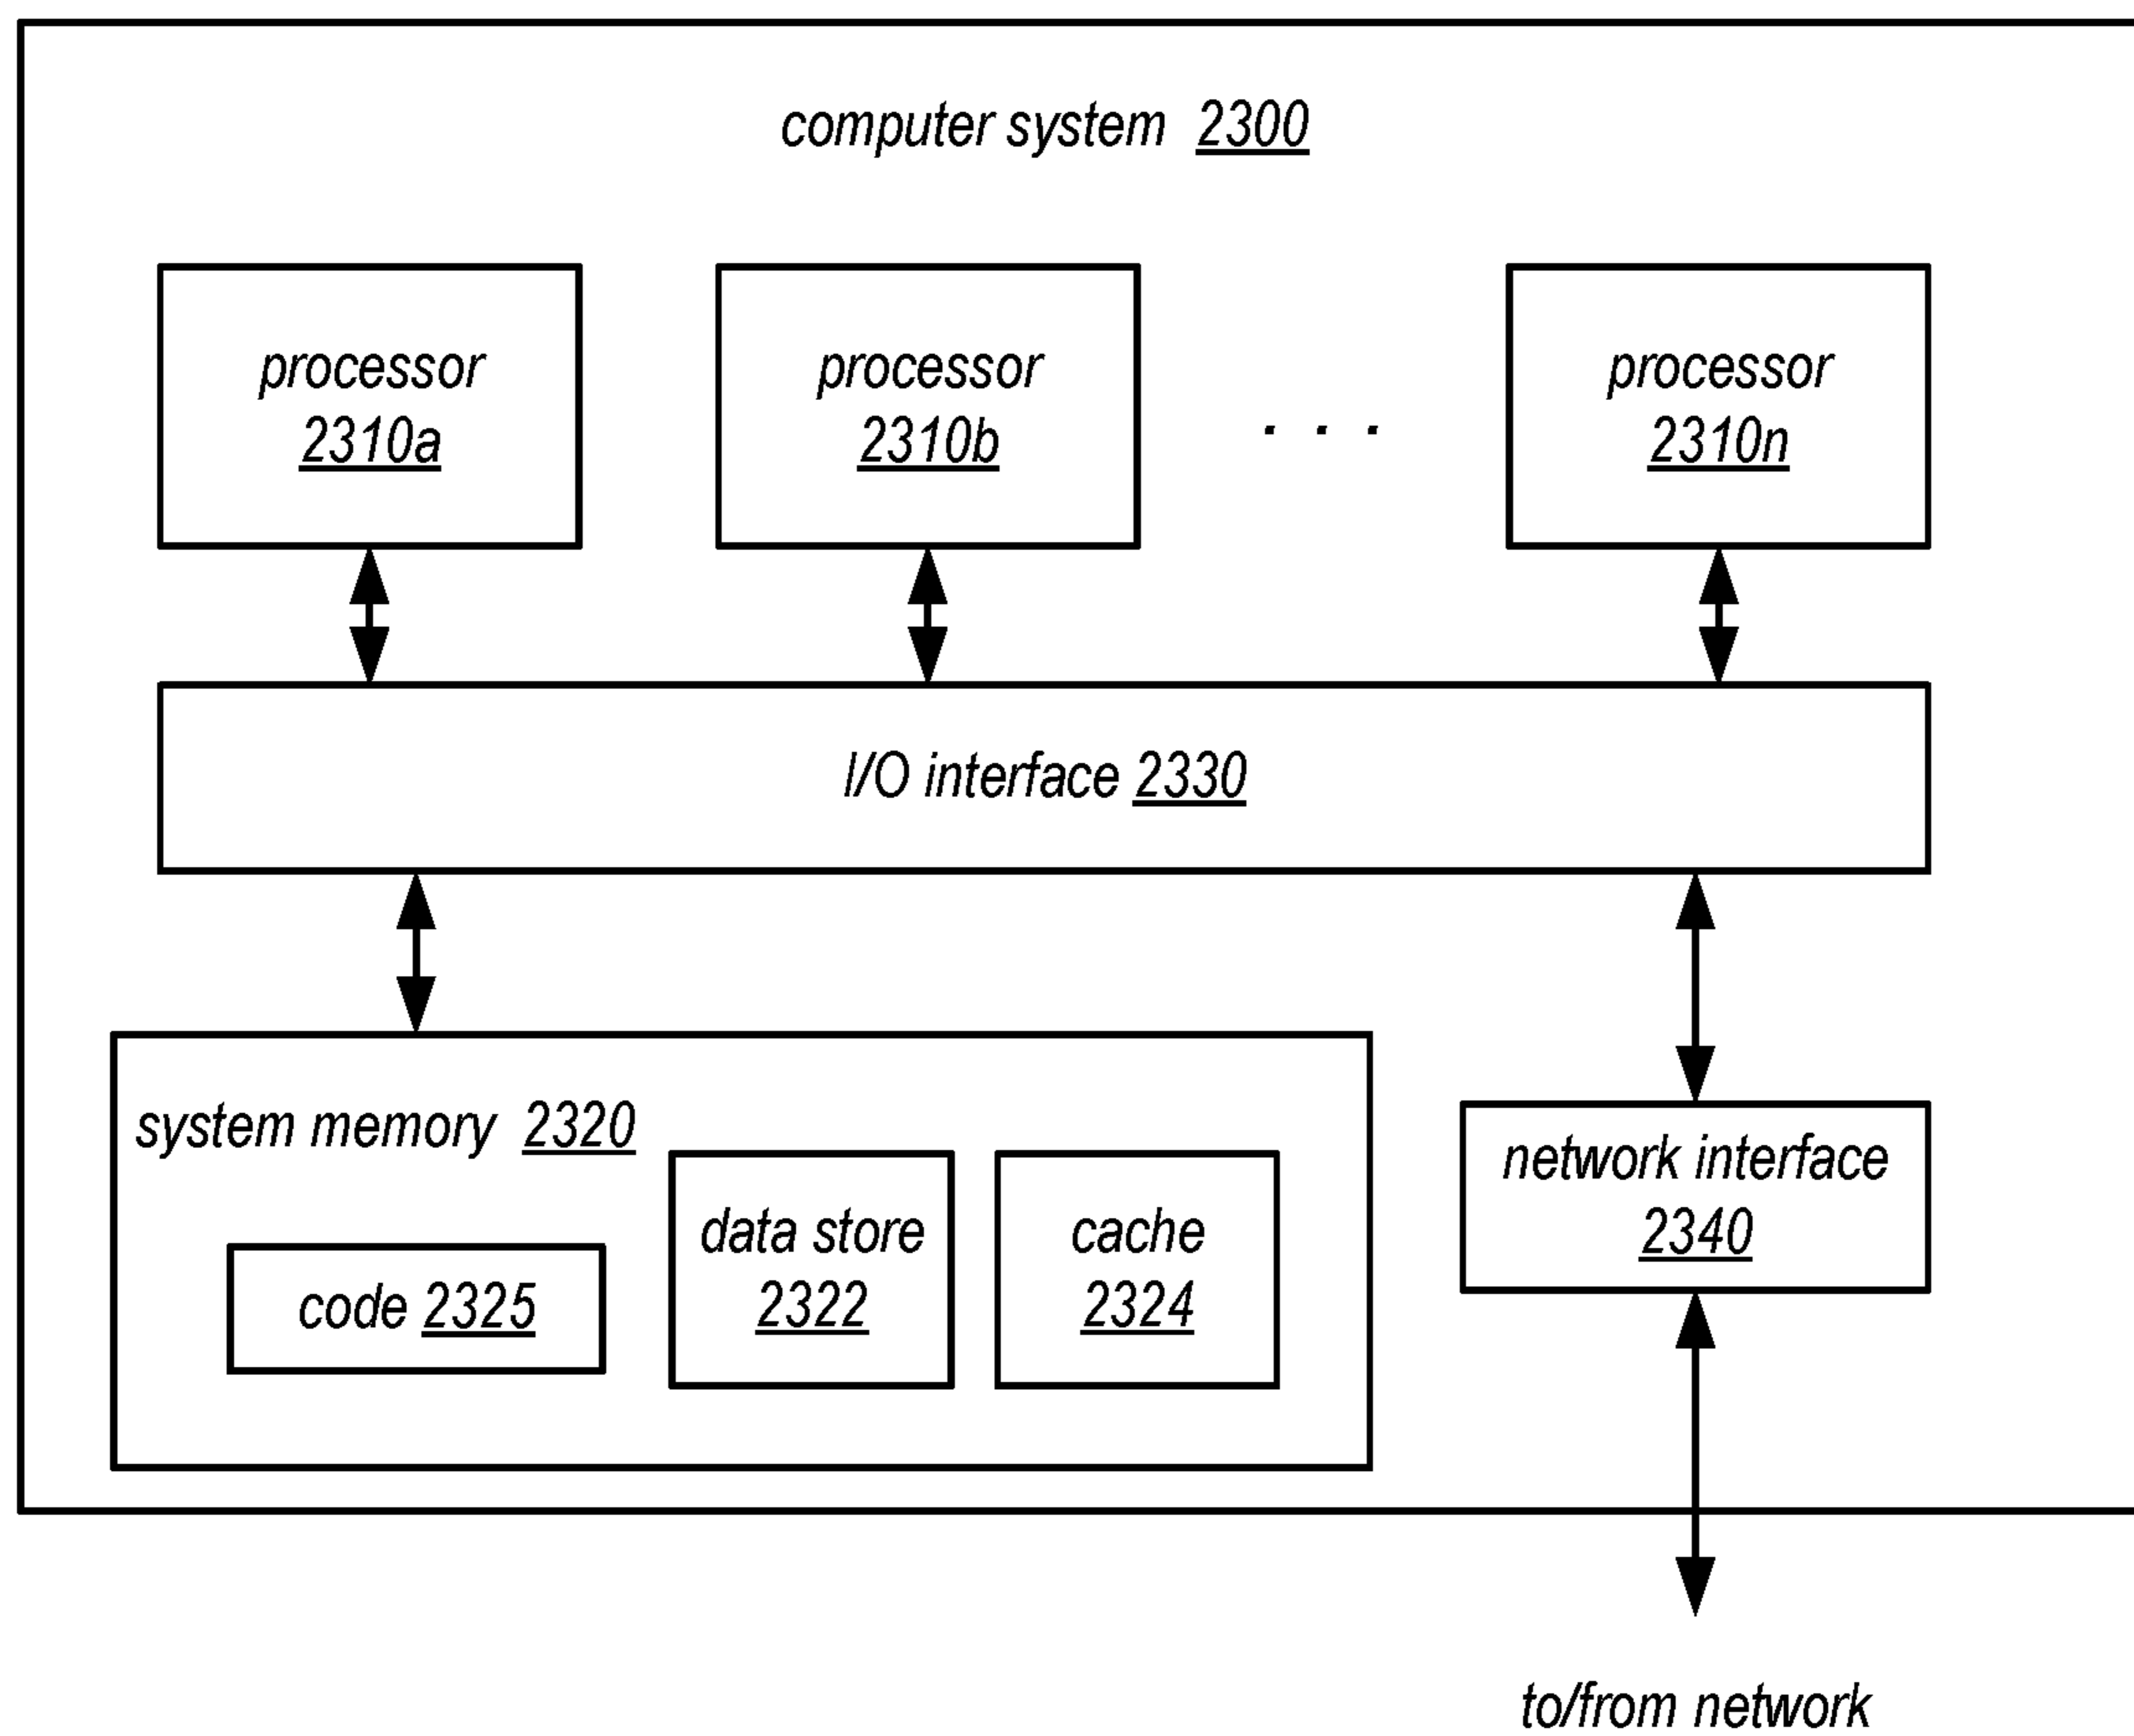 computer system 2300
processor
2310a
processor
2310b
. . .
processor
2310n
I/O interface 2330
system memory 2320
code 2325
data store
2322
cache
2324
network interface
2340
to/from network